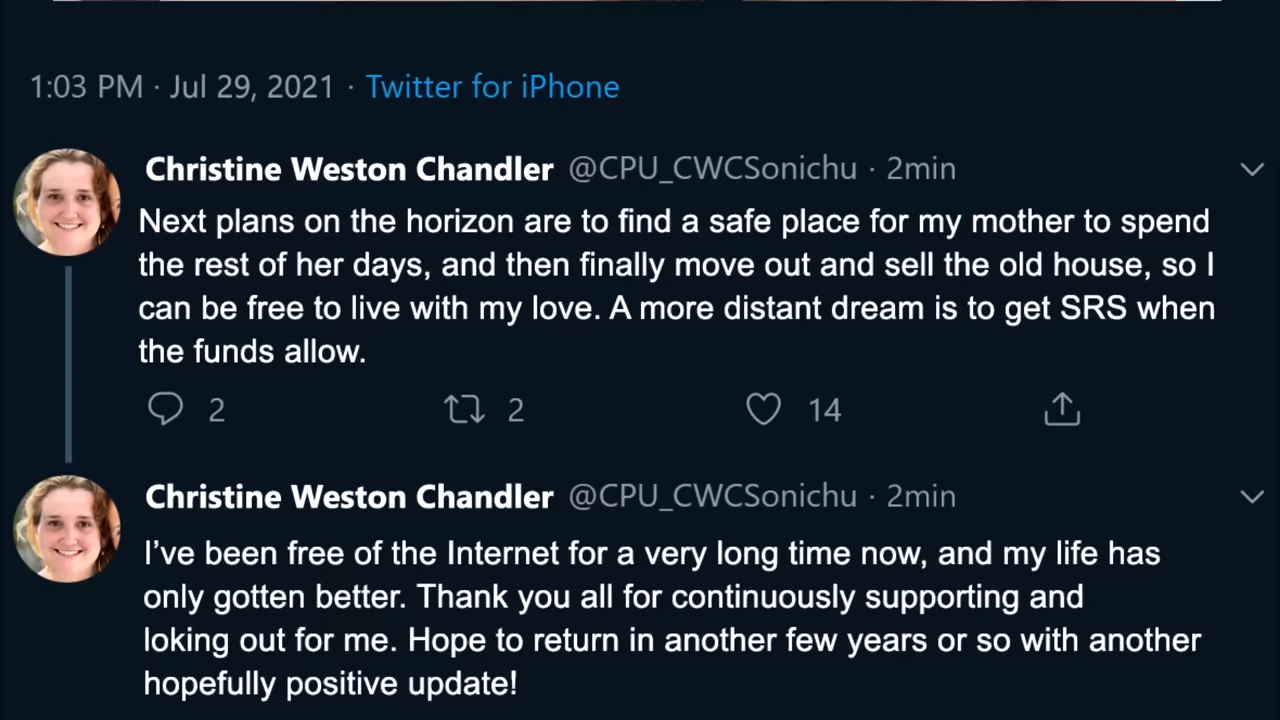 1:03 PM · Jul 29, 2021 · Twitter for iPhone
Christine Weston Chandler @CPU_CWCSonichu · 2min
Next plans on the horizon are to find a safe place for my mother to spend
the rest of her days, and then finally move out and sell the old house, so I
can be free to live with my love. A more distant dream is to get SRS when
the funds allow.
2 2 14
Christine Weston Chandler @CPU_CWCSonichu · 2min
I’ve been free of the Internet for a very long time now, and my life has
only gotten better. Thank you all for continuously supporting and
loking out for me. Hope to return in another few years or so with another
hopefully positive update!